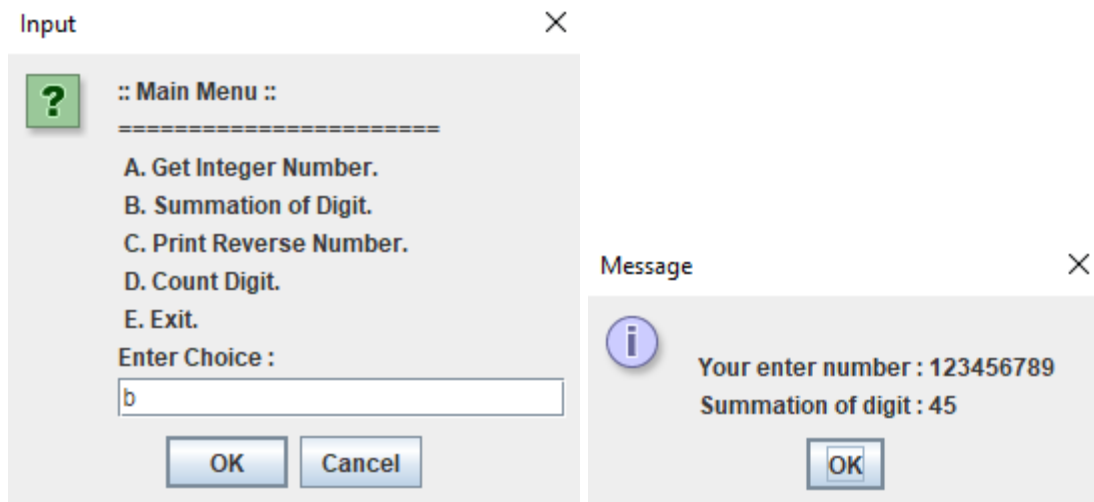 Input
:: Main Menu ::
=======================
A. Get Integer Number.
B. Summation of Digit.
C. Print Reverse Number.
D. Count Digit.
E. Exit.
Enter Choice :
b
OK Cancel
Message
Your enter number : 123456789
Summation of digit : 45
OK